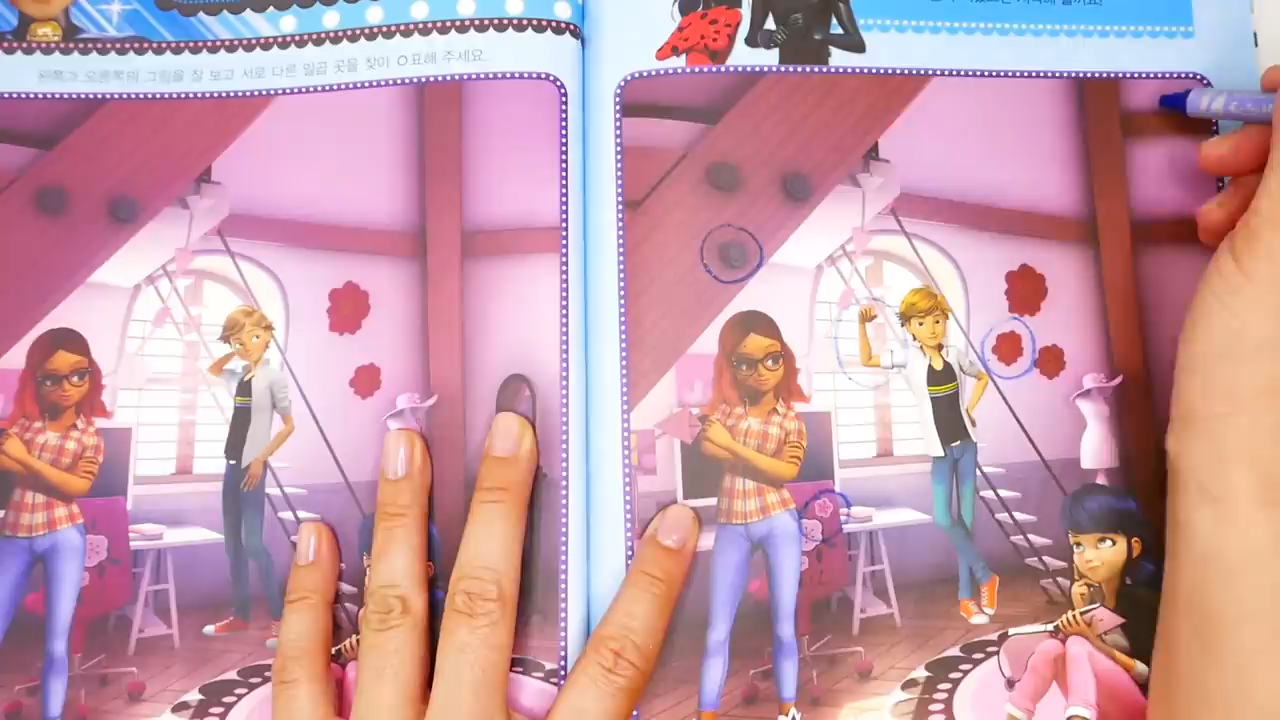 왼쪽과 오른쪽의 그림을 잘 보고 서로 다른 일곱 곳을 찾아 O표해 주세요.